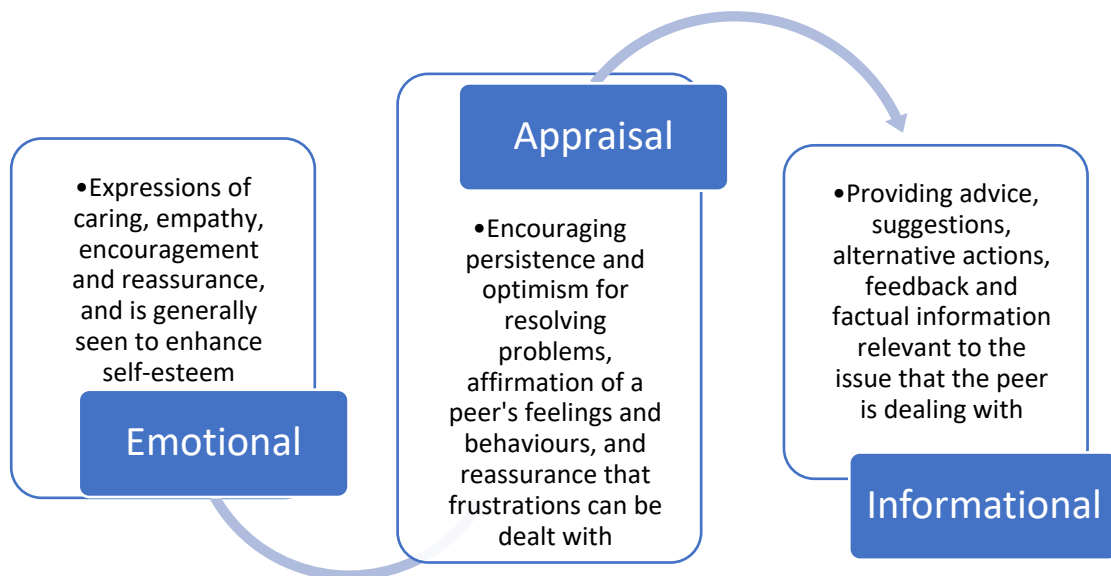 •Expressions of
caring, empathy,
encouragement
and reassurance,
and is generally
seen to enhance
self-esteem
Emotional
Appraisal
•Encouraging
persistence and
optimism for
resolving
problems,
affirmation of a
peer's feelings and
behaviours, and
reassurance that
frustrations can be
dealt with
•Providing advice,
suggestions,
alternative actions,
feedback and
factual information
relevant to the
issue that the peer
is dealing with
Informational